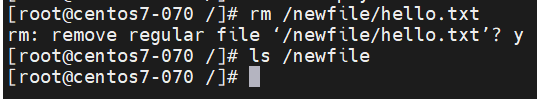 [root@centos7-070 /]# rm /newfile/hello.txt
rm: remove regular file ‘/newfile/hello.txt’? y
[root@centos7-070 /]# ls /newfile
[root@centos7-070 /]#